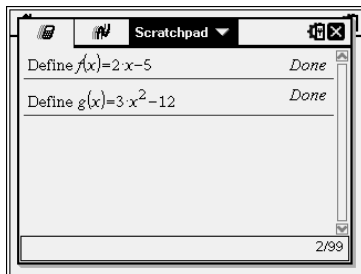 Scratchpad
Define f(x)=2·x−5 Done
Define g(x)=3·x²−12 Done
2/99